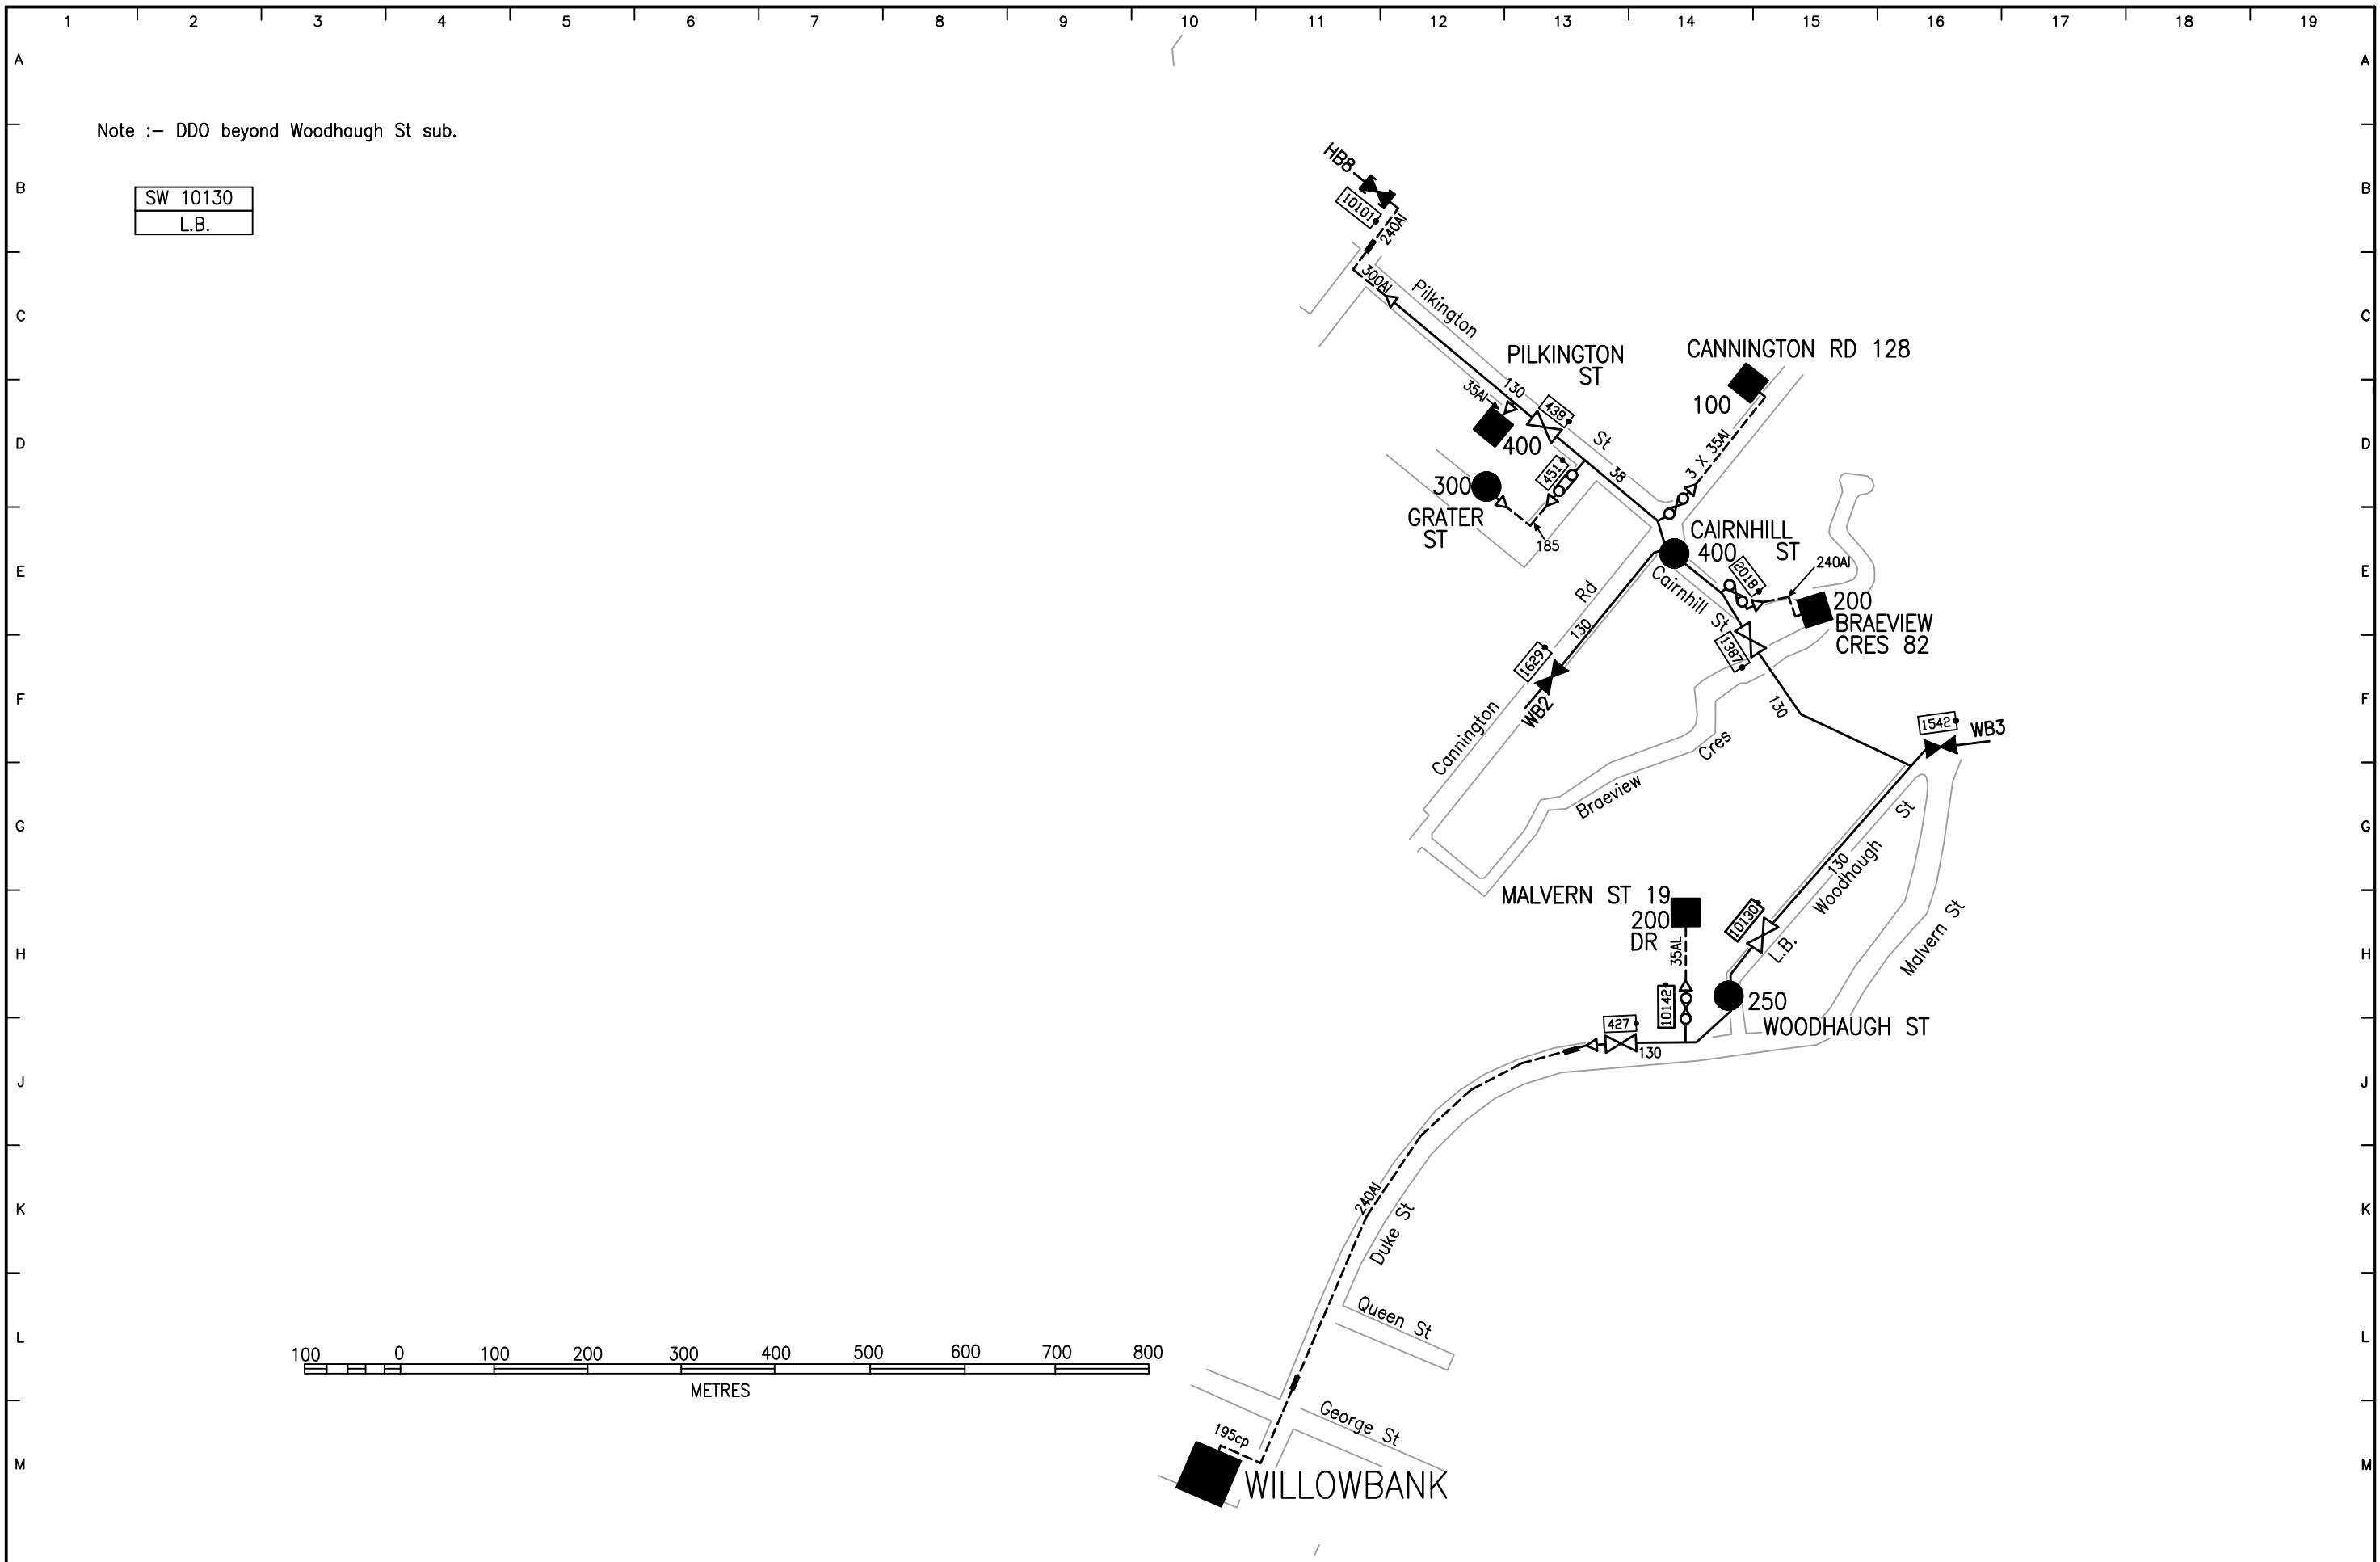 1 2 3 4 5 6 7 8 9 10 11 12 13 14 15 16 17 18 19
A A
Note :- DDO beyond Woodhaugh St sub.
HB8
B B
SW 10130
L.B.
10101
240Al
300Al
Pilkington
C C
PILKINGTON
ST
CANNINGTON RD 128
35Al
130
438
100
D D
400
St
451
38
3 X 35Al
300
GRATER
ST
185
CAIRNHILL
400 ST
E E
2018
240Al
Cairnhill
St
Rd
200
BRAEVIEW
CRES 82
130
1629
1387
F F
WB2
130
1542
WB3
Cannington
Cres
Braeview
G G
St
130
Woodhaugh
MALVERN ST 19
200
DR
10130
L.B.
Malvern St
H H
35AL
10142
250
WOODHAUGH ST
427
130
J J
K K
240Al
Duke St
Queen St
L L
100 0 100 200 300 400 500 600 700 800
METRES
George St
195cp
M M
WILLOWBANK